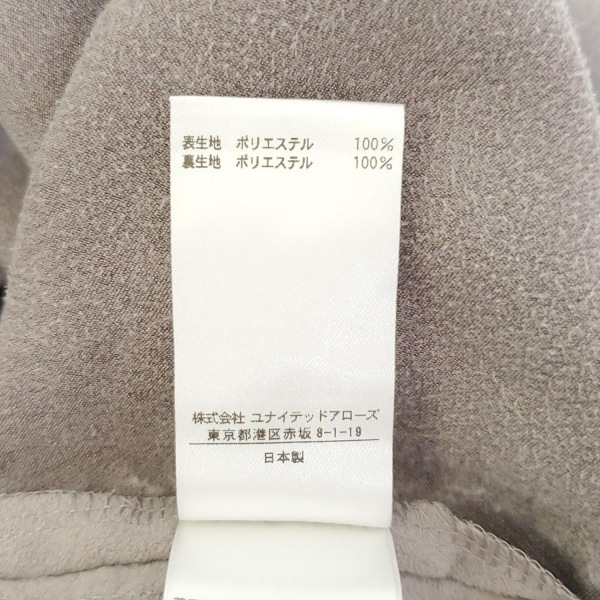 表生地 ポリエステル 100%
裏生地 ポリエステル 100%
株式会社 ユナイテッドアローズ
東京都港区赤坂 8-1-19
日本製